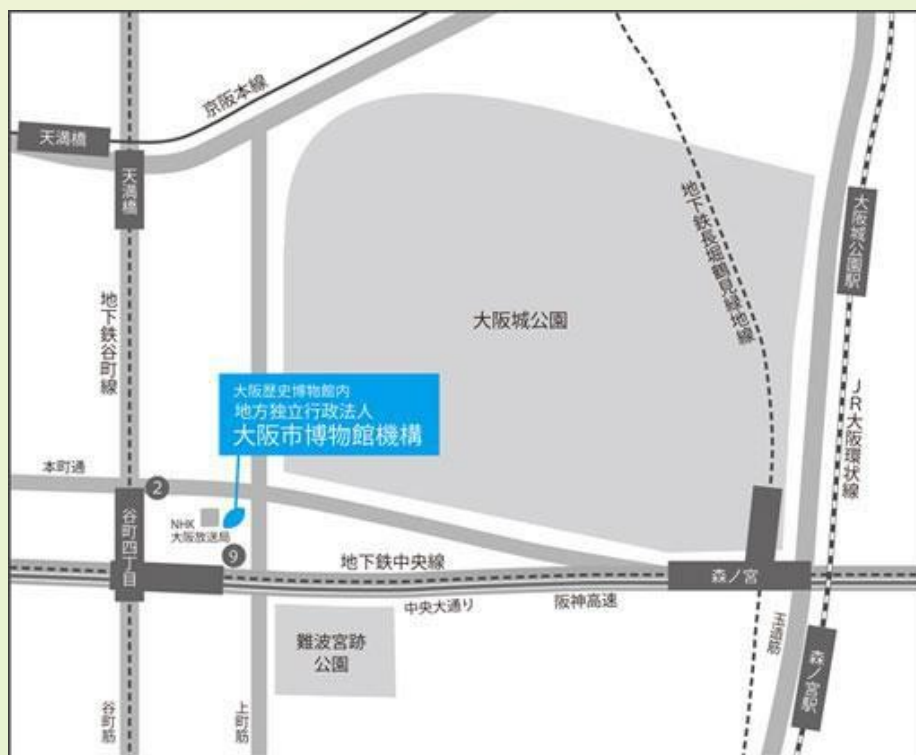 京阪本線
天満橋
天満橋
地下鉄長堀鶴見緑地線
大阪城公園駅
地下鉄谷町線
大阪城公園
大阪歴史博物館内
地方独立行政法人
大阪市博物館機構
JR大阪環状線
本町通
2
谷町四丁目
NHK
大阪放送局
9
地下鉄中央線
森ノ宮
中央大通り
阪神高速
玉造筋
難波宮跡
公園
森ノ宮駅
谷町筋
上町筋